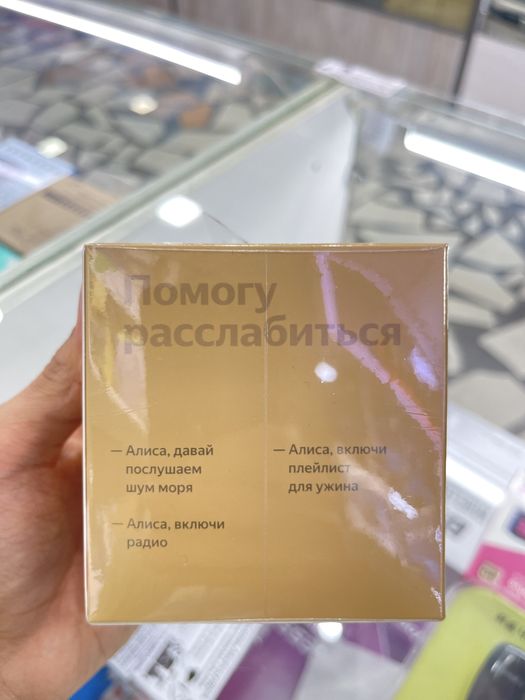 Помогу
расслабиться
— Алиса, давай
послушаем
шум моря
— Алиса, включи
радио
— Алиса, включи
плейлист
для ужина